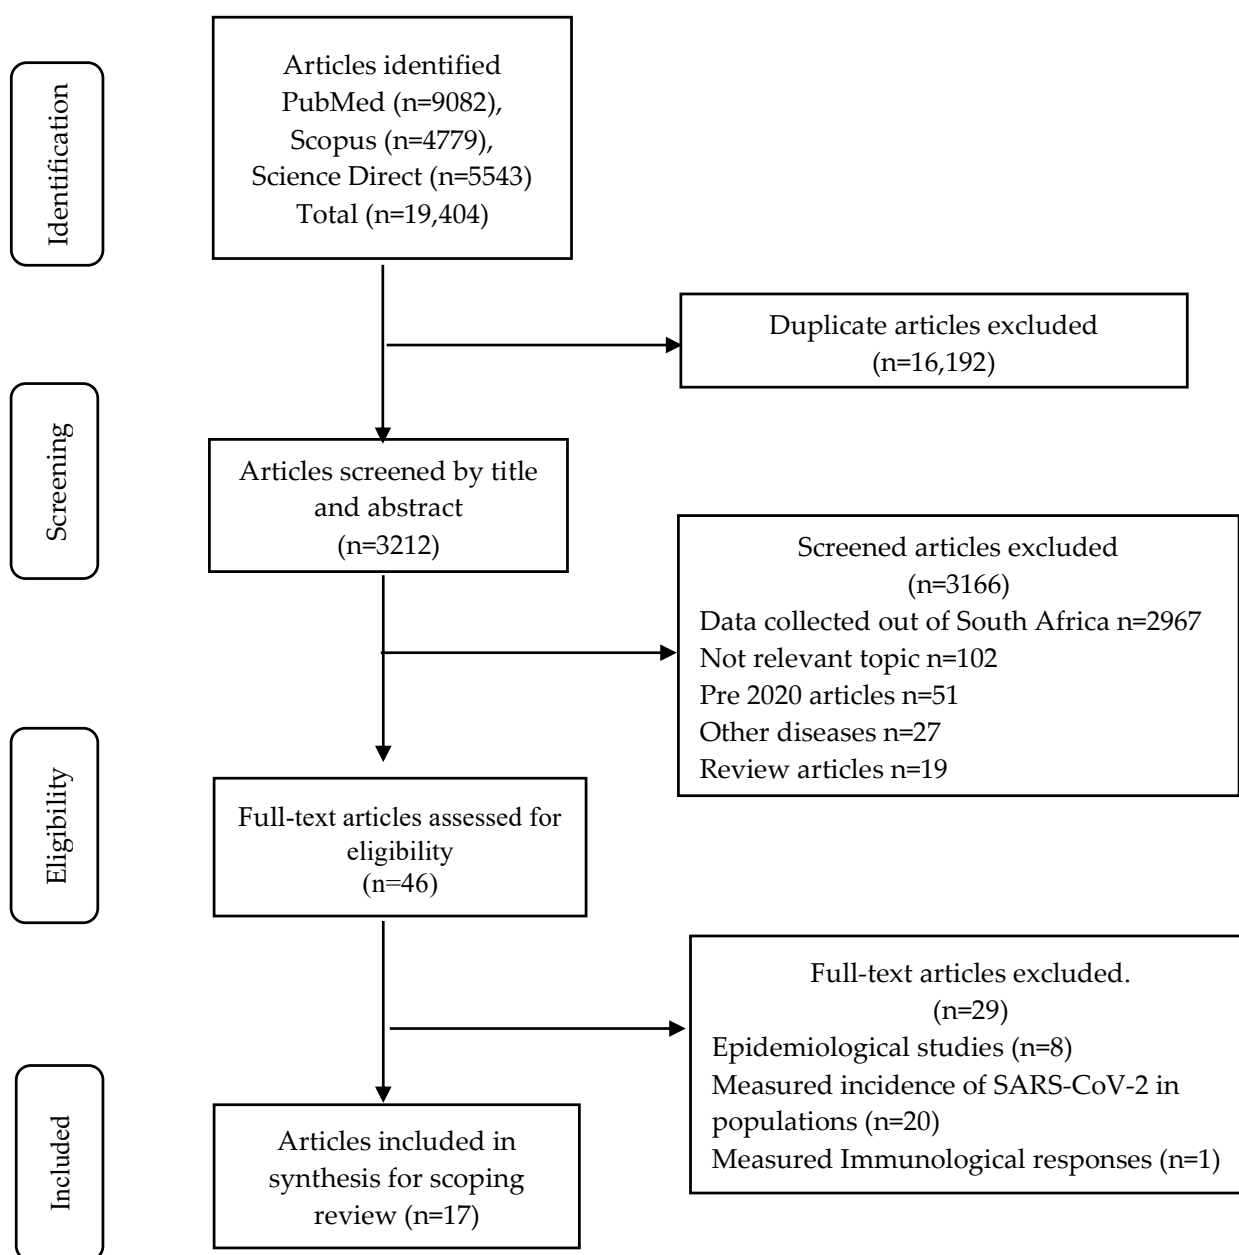 Identification
Articles identified
PubMed (n=9082),
Scopus (n=4779),
Science Direct (n=5543)
Total (n=19,404)
Duplicate articles excluded
(n=16,192)
Screening
Articles screened by title
and abstract
(n=3212)
Screened articles excluded
(n=3166)
Data collected out of South Africa n=2967
Not relevant topic n=102
Pre 2020 articles n=51
Other diseases n=27
Review articles n=19
Eligibility
Full-text articles assessed for
eligibility
(n=46)
Full-text articles excluded.
(n=29)
Epidemiological studies (n=8)
Measured incidence of SARS-CoV-2 in
populations (n=20)
Measured Immunological responses (n=1)
Included
Articles included in
synthesis for scoping
review (n=17)